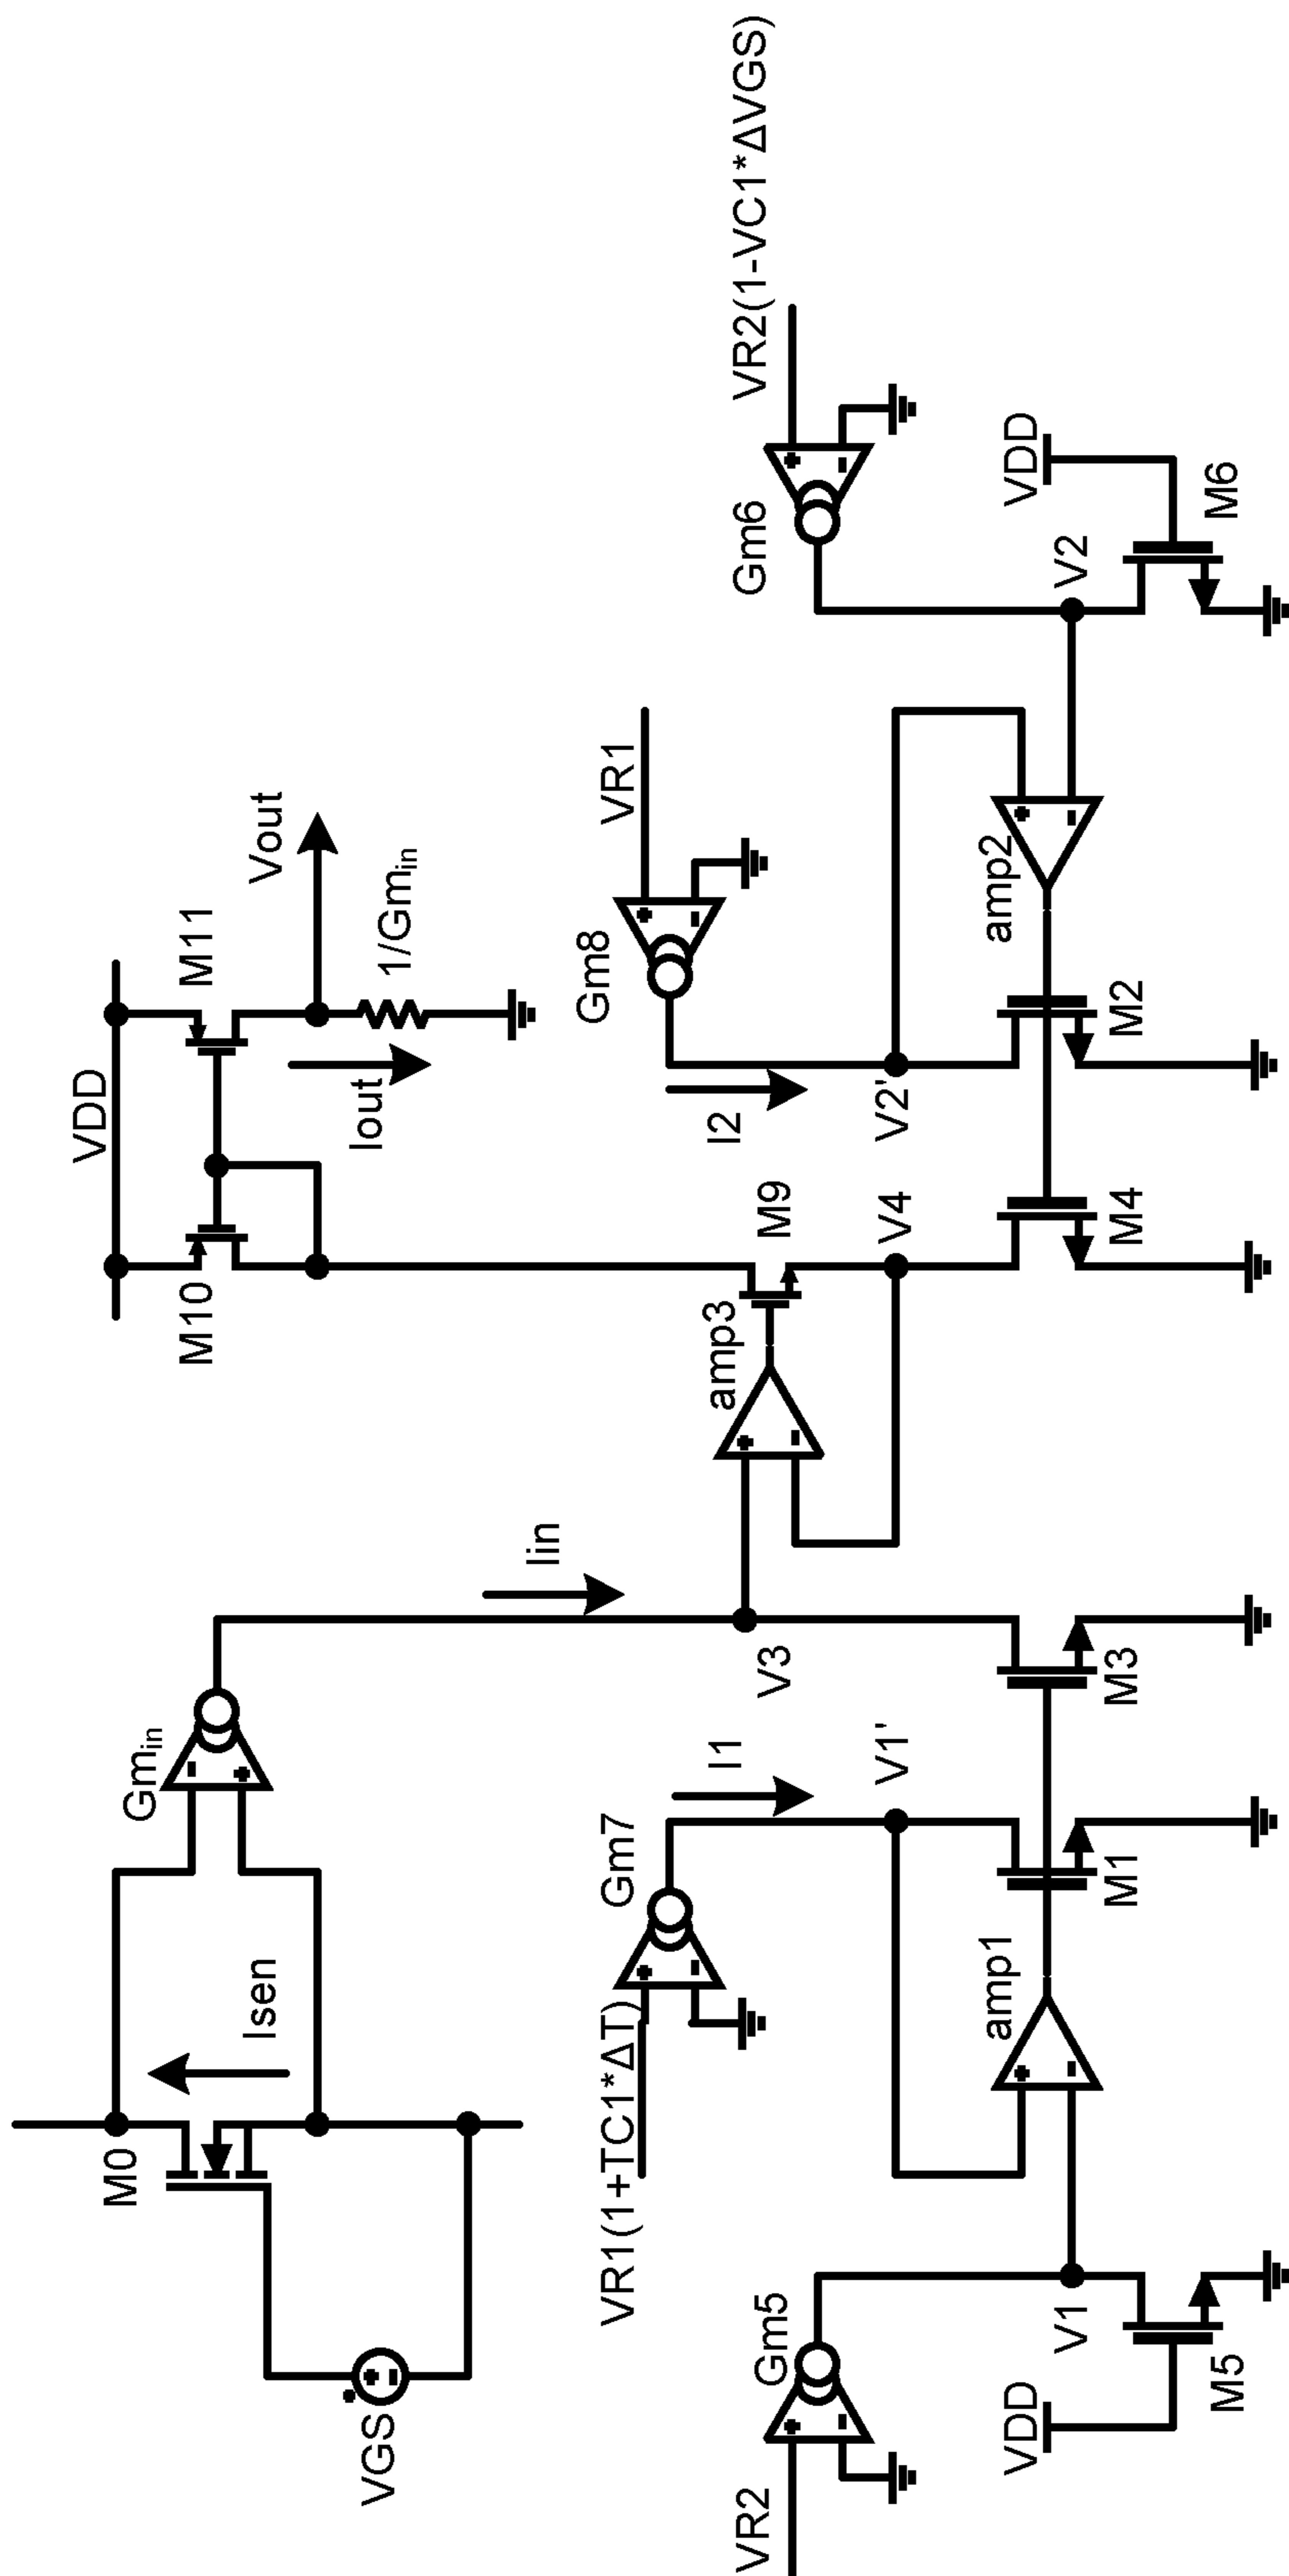 VDD
M10
M11
Vout
Iout
1/Gmin
M0
Isen
VGS
Gmin
Iin
VR1(1+TC1*ΔT)
Gm7
I1
V1'
V3
amp3
M9
V4
Gm8
VR1
I2
V2'
VR2
Gm5
V1
VDD
M5
amp1
M1
M3
M4
M2
amp2
Gm6
VR2(1-VC1*ΔVGS)
V2
VDD
M6